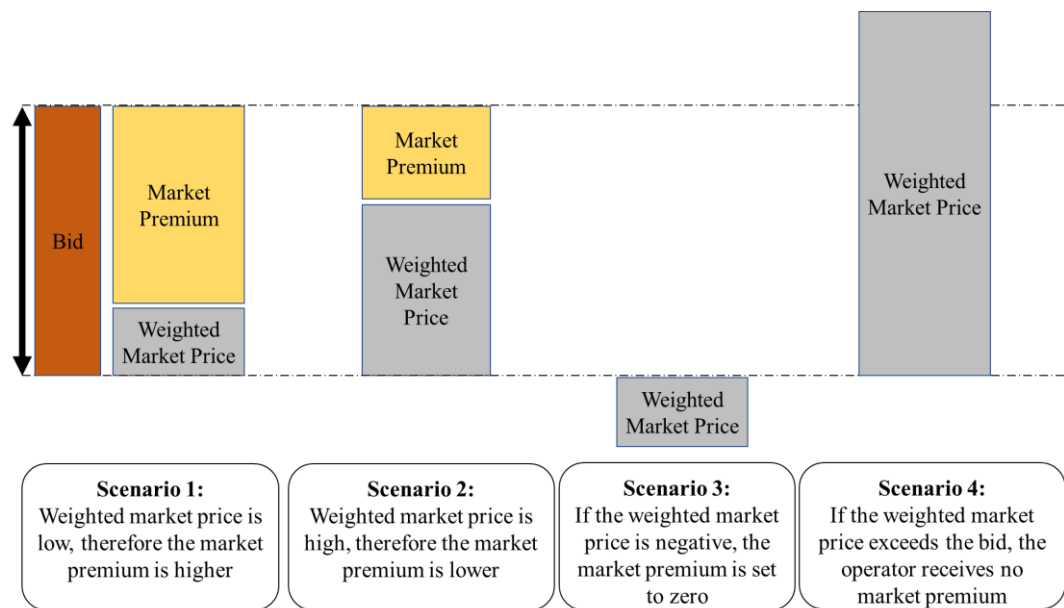 Bid
Market
Premium
Weighted
Market Price
Market
Premium
Weighted
Market
Price
Weighted
Market Price
Weighted
Market Price
Scenario 1:
Weighted market price is
low, therefore the market
premium is higher
Scenario 2:
Weighted market price is
high, therefore the market
premium is lower
Scenario 3:
If the weighted market
price is negative, the
market premium is set
to zero
Scenario 4:
If the weighted market
price exceeds the bid, the
operator receives no
market premium